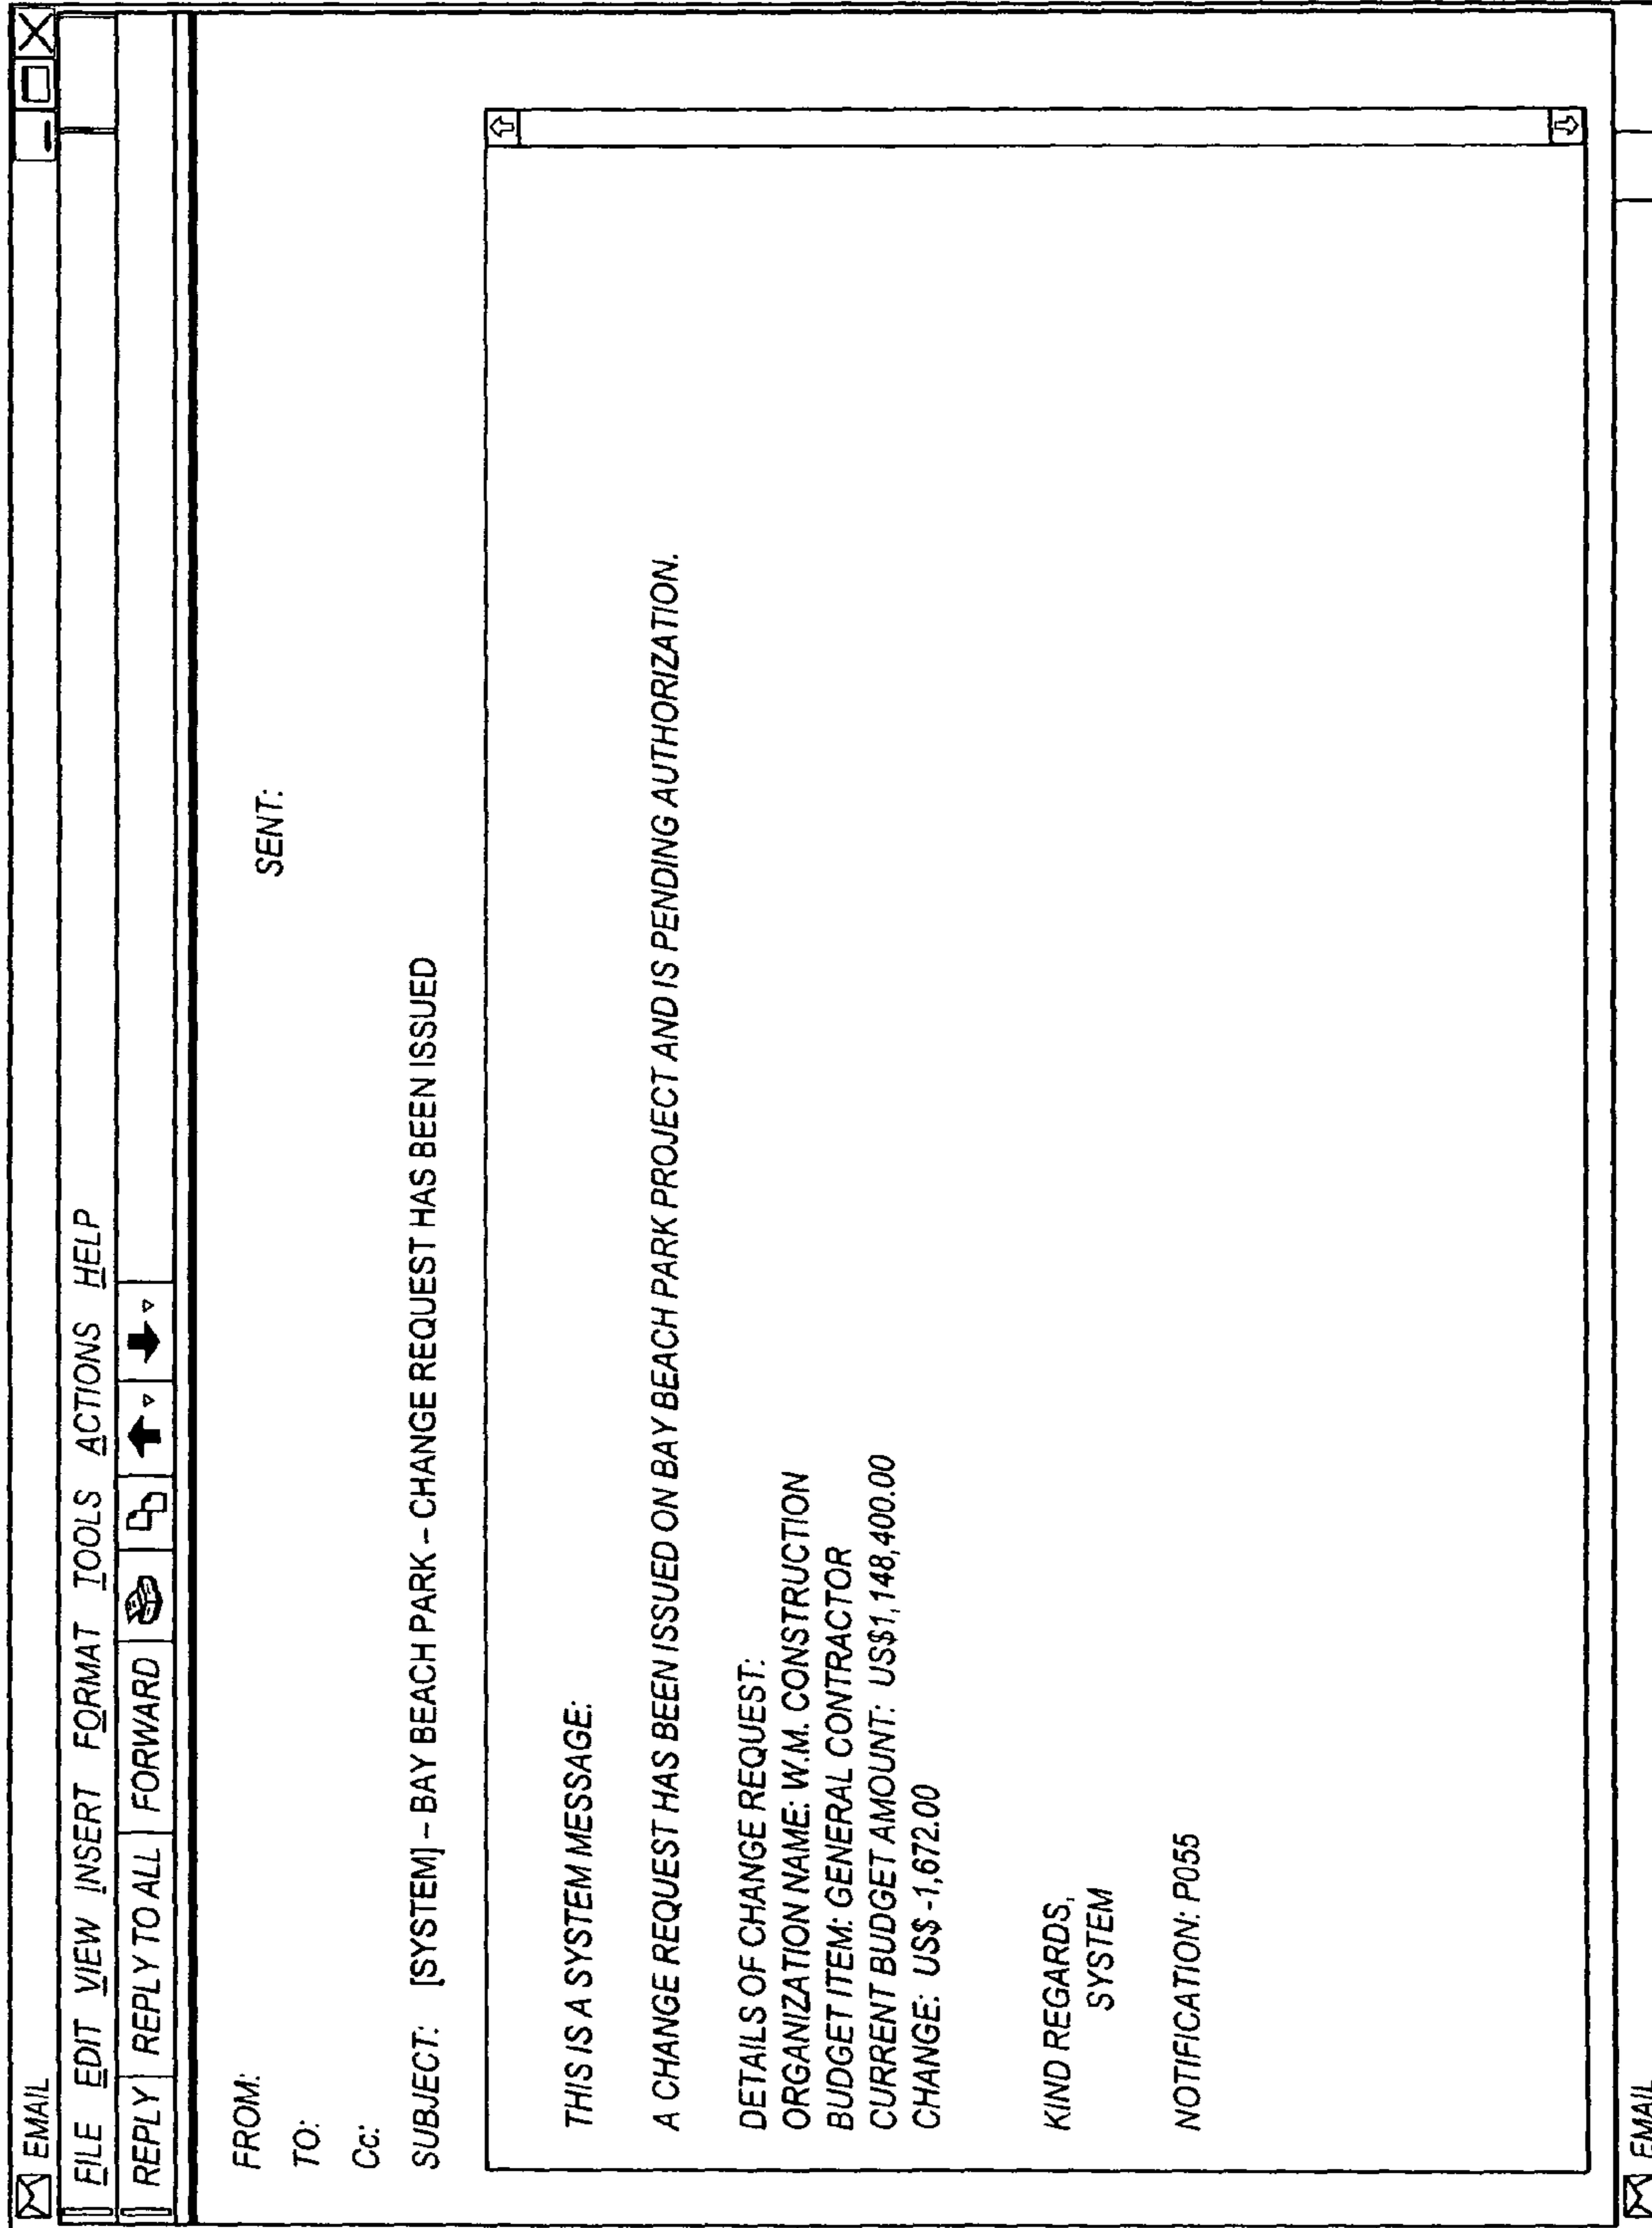 EMAIL
FILE EDIT VIEW INSERT FORMAT TOOLS ACTIONS HELP
REPLY REPLY TO ALL FORWARD
FROM:
SENT:
TO:
Cc:
SUBJECT: [SYSTEM] – BAY BEACH PARK – CHANGE REQUEST HAS BEEN ISSUED
THIS IS A SYSTEM MESSAGE:
A CHANGE REQUEST HAS BEEN ISSUED ON BAY BEACH PARK PROJECT AND IS PENDING AUTHORIZATION.
DETAILS OF CHANGE REQUEST:
ORGANIZATION NAME: W.M. CONSTRUCTION
BUDGET ITEM: GENERAL CONTRACTOR
CURRENT BUDGET AMOUNT: US$1,148,400.00
CHANGE: US$ -1,672.00
KIND REGARDS,
SYSTEM
NOTIFICATION: P055
EMAIL